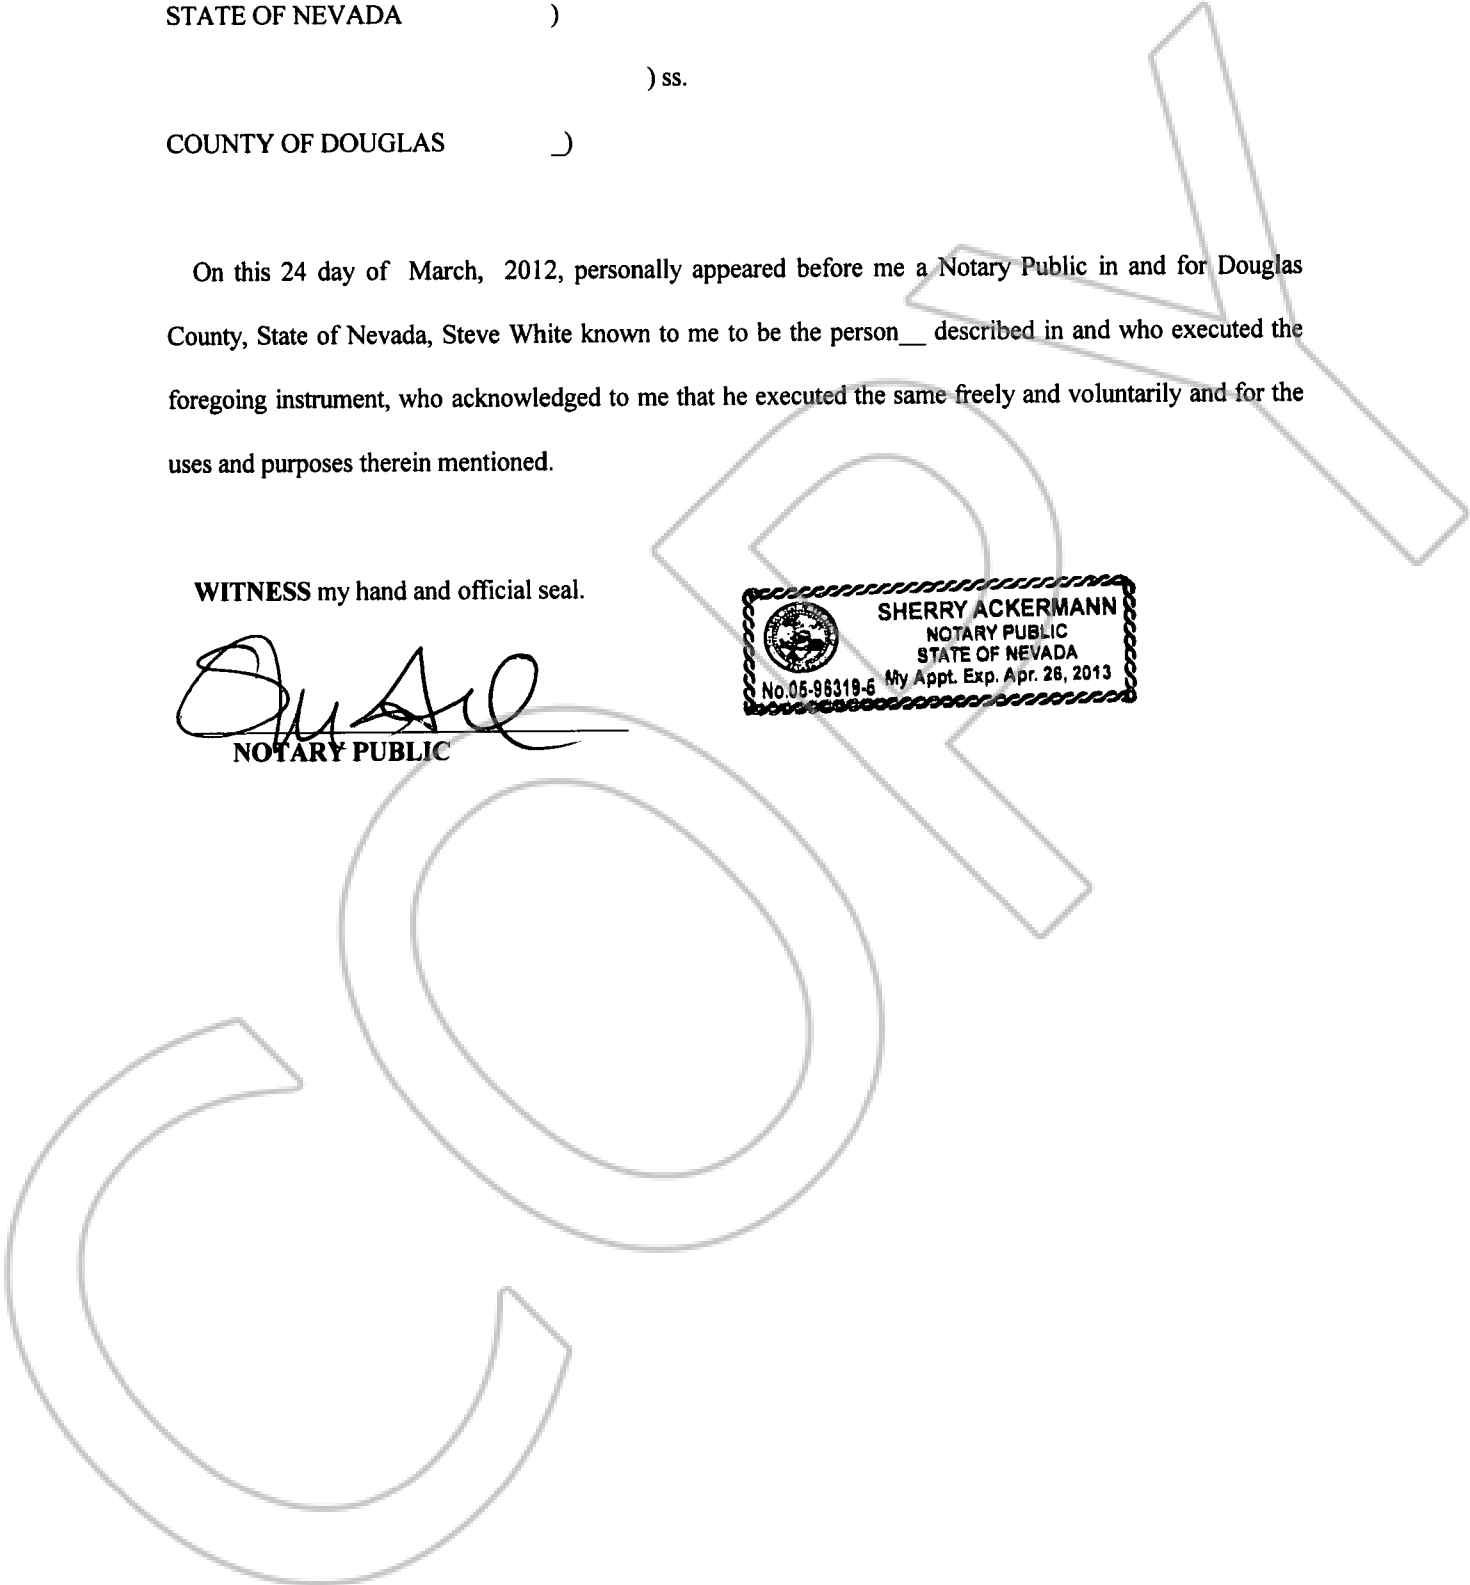 STATE OF NEVADA )
) ss.
COUNTY OF DOUGLAS _)
On this 24 day of March, 2012, personally appeared before me a Notary Public in and for Douglas
County, State of Nevada, Steve White known to me to be the person__ described in and who executed the
foregoing instrument, who acknowledged to me that he executed the same freely and voluntarily and for the
uses and purposes therein mentioned.
WITNESS my hand and official seal.
SHERRY ACKERMANN
NOTARY PUBLIC
STATE OF NEVADA
My Appt. Exp. Apr. 26, 2013
No.05-96319-5
NOTARY PUBLIC
COPY